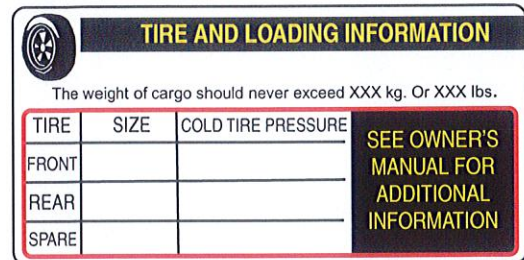 TIRE AND LOADING INFORMATION
The weight of cargo should never exceed XXX kg. Or XXX lbs.
TIRE SIZE COLD TIRE PRESSURE
SEE OWNER'S
MANUAL FOR
ADDITIONAL
INFORMATION
FRONT
REAR
SPARE